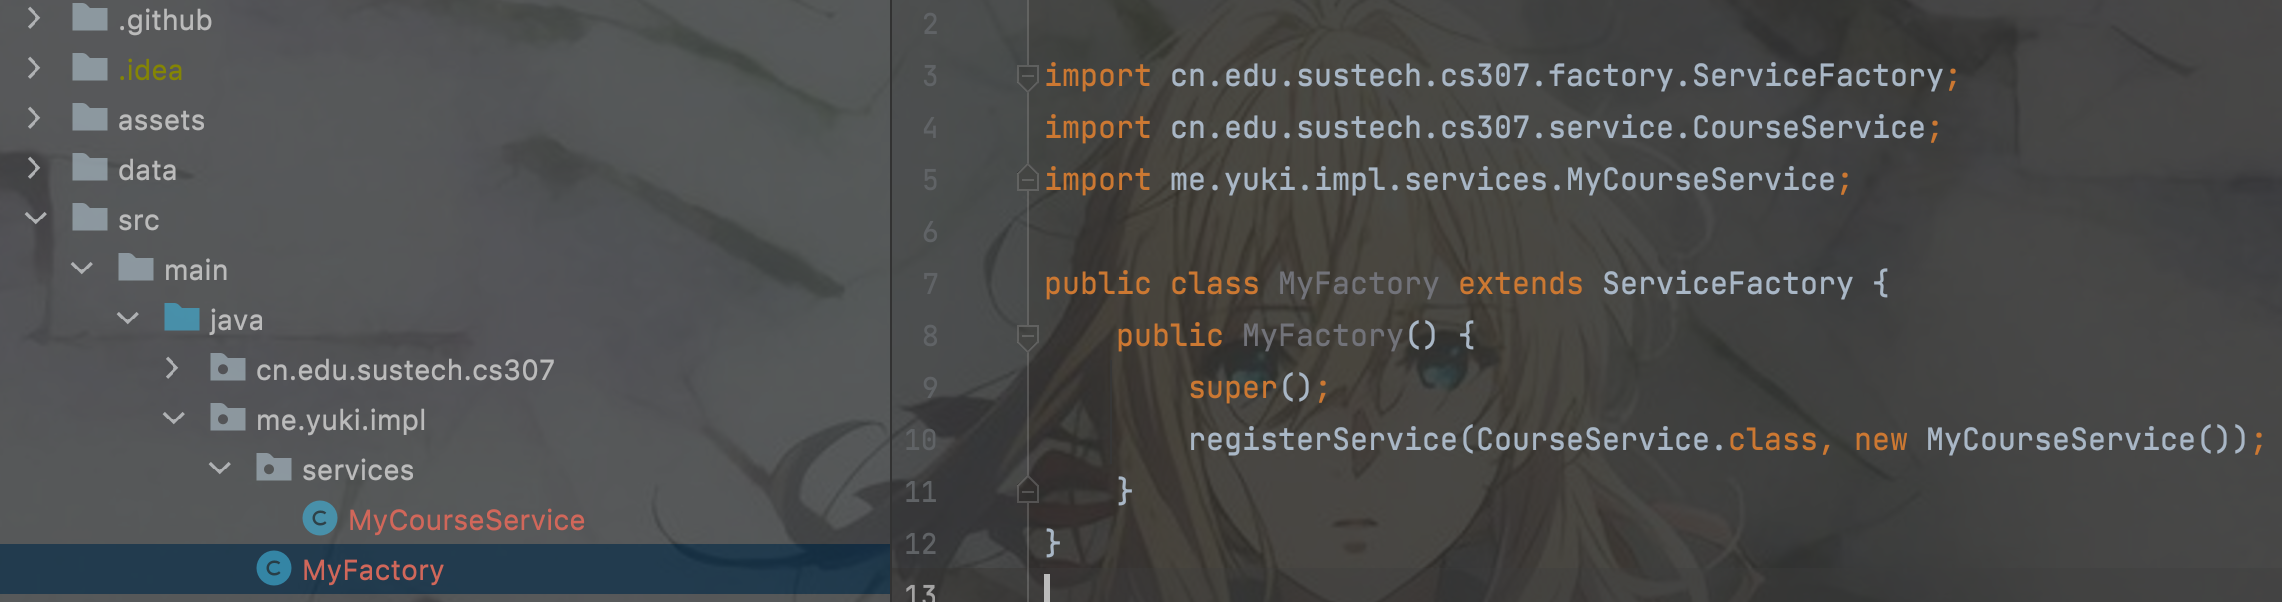 .github
.idea
assets
data
src
main
java
cn.edu.sustech.cs307
me.yuki.impl
services
C MyCourseService
C MyFactory
2
3 import cn.edu.sustech.cs307.factory.ServiceFactory;
4 import cn.edu.sustech.cs307.service.CourseService;
5 import me.yuki.impl.services.MyCourseService;
6
7 public class MyFactory extends ServiceFactory {
8 public MyFactory() {
9 super();
10 registerService(CourseService.class, new MyCourseService());
11 }
12 }
13